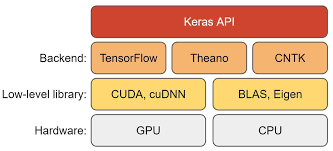 Keras API
Backend: TensorFlow Theano CNTK
Low-level library: CUDA, cuDNN BLAS, Eigen
Hardware: GPU CPU